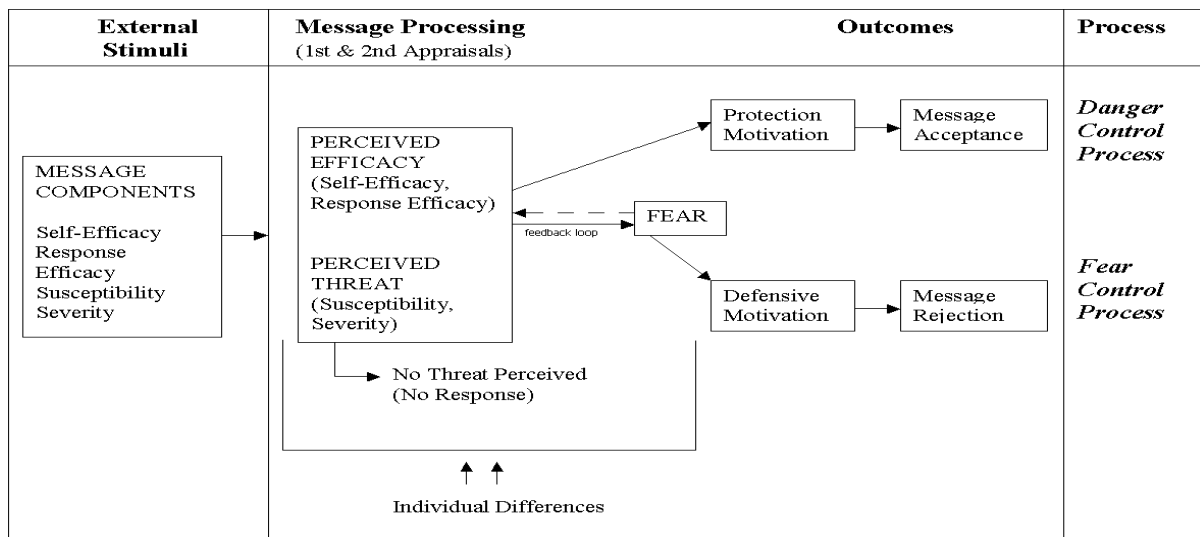 External
Stimuli
Message Processing
(1st & 2nd Appraisals)
Outcomes
Process
MESSAGE
COMPONENTS
Self-Efficacy
Response
Efficacy
Susceptibility
Severity
PERCEIVED
EFFICACY
(Self-Efficacy,
Response Efficacy)
PERCEIVED
THREAT
(Susceptibility,
Severity)
No Threat Perceived
(No Response)
Individual Differences
feedback loop
FEAR
Protection
Motivation
Message
Acceptance
Defensive
Motivation
Message
Rejection
Danger
Control
Process
Fear
Control
Process